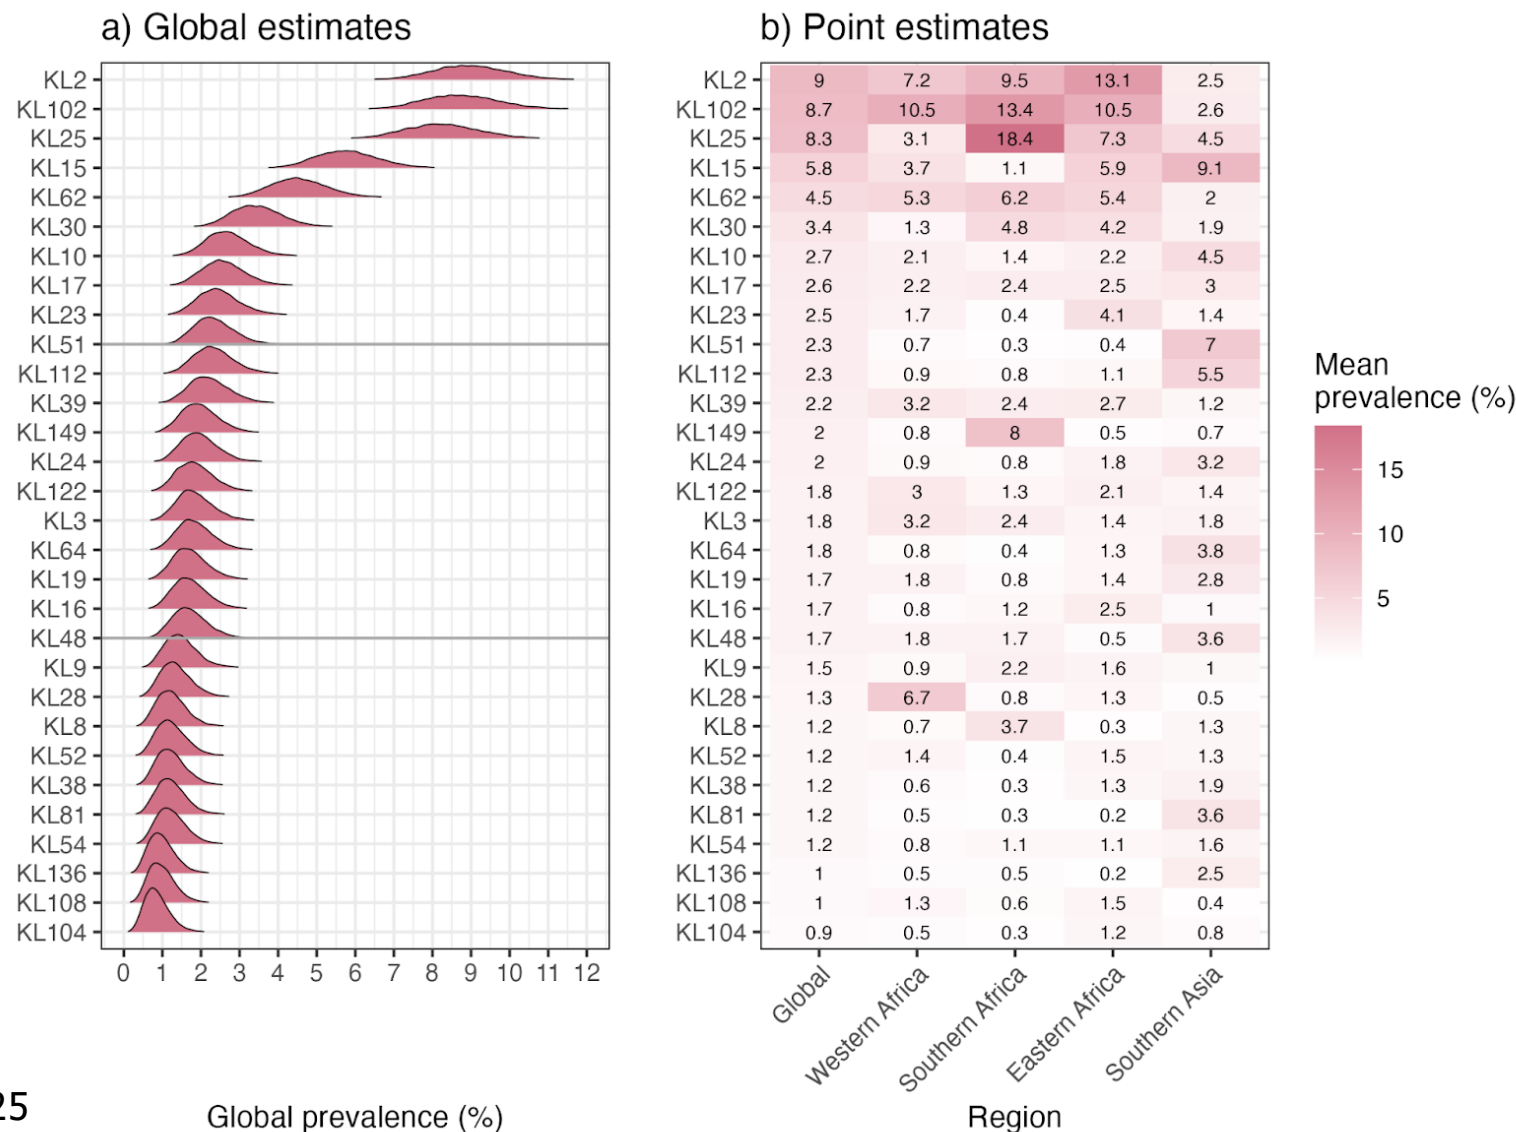 a) Global estimates
KL2
KL102
KL25
KL15
KL62
KL30
KL10
KL17
KL23
KL51
KL112
KL39
KL149
KL24
KL122
KL3
KL64
KL19
KL16
KL48
KL9
KL28
KL8
KL52
KL38
KL81
KL54
KL136
KL108
KL104
0 1 2 3 4 5 6 7 8 9 10 11 12
Global prevalence (%)
b) Point estimates
KL2 9 7.2 9.5 13.1 2.5
KL102 8.7 10.5 13.4 10.5 2.6
KL25 8.3 3.1 18.4 7.3 4.5
KL15 5.8 3.7 1.1 5.9 9.1
KL62 4.5 5.3 6.2 5.4 2
KL30 3.4 1.3 4.8 4.2 1.9
KL10 2.7 2.1 1.4 2.2 4.5
KL17 2.6 2.2 2.4 2.5 3
KL23 2.5 1.7 0.4 4.1 1.4
KL51 2.3 0.7 0.3 0.4 7
KL112 2.3 0.9 0.8 1.1 5.5
KL39 2.2 3.2 2.4 2.7 1.2
KL149 2 0.8 8 0.5 0.7
KL24 2 0.9 0.8 1.8 3.2
KL122 1.8 3 1.3 2.1 1.4
KL3 1.8 3.2 2.4 1.4 1.8
KL64 1.8 0.8 0.4 1.3 3.8
KL19 1.7 1.8 0.8 1.4 2.8
KL16 1.7 0.8 1.2 2.5 1
KL48 1.7 1.8 1.7 0.5 3.6
KL9 1.5 0.9 2.2 1.6 1
KL28 1.3 6.7 0.8 1.3 0.5
KL8 1.2 0.7 3.7 0.3 1.3
KL52 1.2 1.4 0.4 1.5 1.3
KL38 1.2 0.6 0.3 1.3 1.9
KL81 1.2 0.5 0.3 0.2 3.6
KL54 1.2 0.8 1.1 1.1 1.6
KL136 1 0.5 0.5 0.2 2.5
KL108 1 1.3 0.6 1.5 0.4
KL104 0.9 0.5 0.3 1.2 0.8
Global
Western Africa
Southern Africa
Eastern Africa
Southern Asia
Region
Mean
prevalence (%)
15
10
5
25